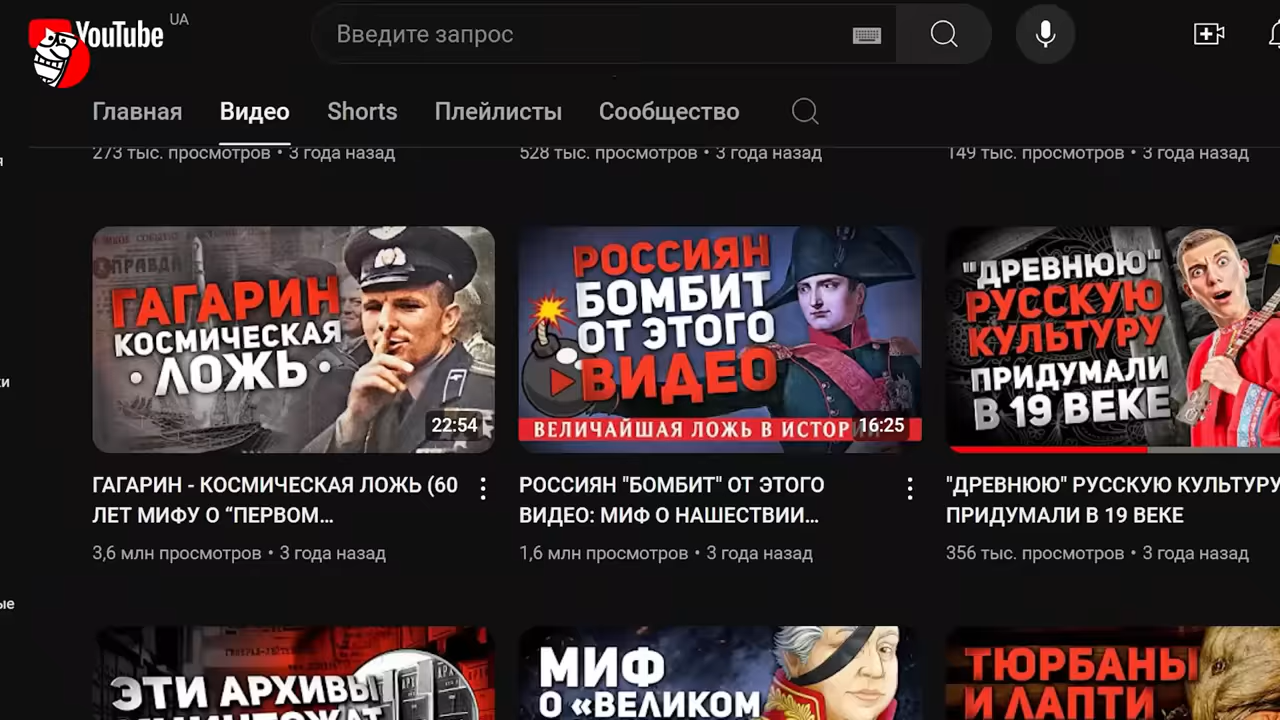 YouTube UA
Введите запрос
Главная Видео Shorts Плейлисты Сообщество
я
273 тыс. просмотров • 3 года назад
528 тыс. просмотров • 3 года назад
149 тыс. просмотров • 3 года назад
ПРАВДА
ГАГАРИН
КОСМИЧЕСКАЯ
• ЛОЖЬ •
22:54
РОССИЯН
БОМБИТ
ОТ ЭТОГО
ВИДЕО
ВЕЛИЧАЙШАЯ ЛОЖЬ В ИСТОР
16:25
"ДРЕВНЮЮ"
РУССКУЮ
КУЛЬТУРУ
ПРИДУМАЛИ
В 19 ВЕКЕ
ки
ГАГАРИН - КОСМИЧЕСКАЯ ЛОЖЬ (60
ЛЕТ МИФУ О “ПЕРВОМ...
3,6 млн просмотров • 3 года назад
РОССИЯН "БОМБИТ" ОТ ЭТОГО
ВИДЕО: МИФ О НАШЕСТВИИ...
1,6 млн просмотров • 3 года назад
"ДРЕВНЮЮ" РУССКУЮ КУЛЬТУРУ
ПРИДУМАЛИ В 19 ВЕКЕ
356 тыс. просмотров • 3 года назад
ые
ЭТИ АРХИВЫ
МИФ
О «ВЕЛИКОМ
ТЮРБАНЫ
И ЛАПТИ